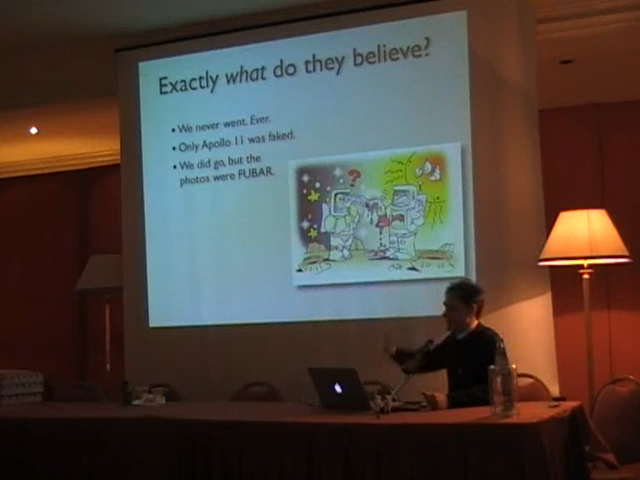 Exactly what do they believe?
• We never went. Ever.
• Only Apollo 11 was faked.
• We did go, but the
photos were FUBAR.
?